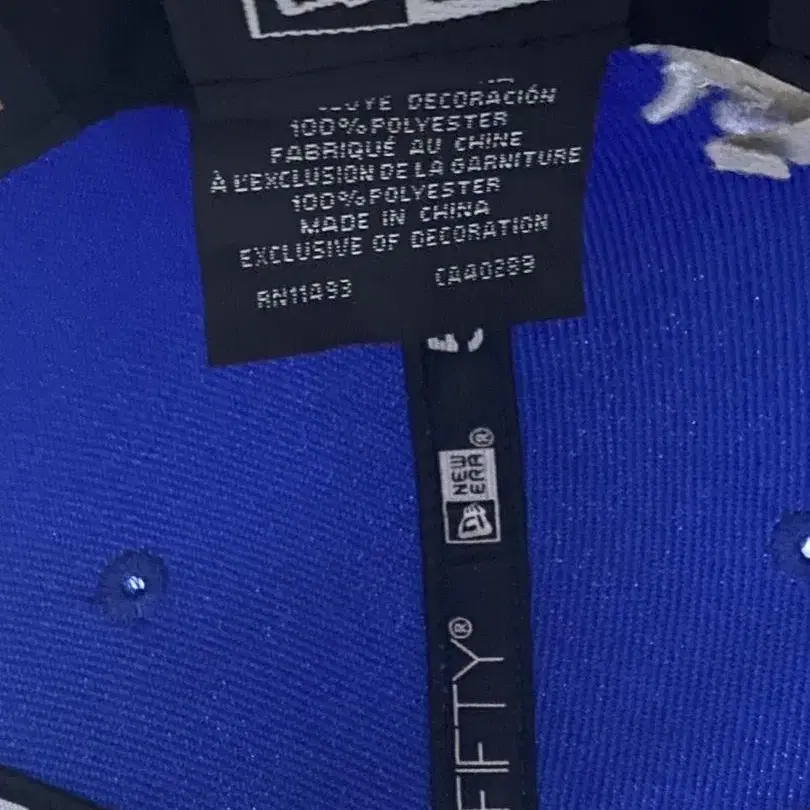 DECORACIÓN
100% POLYESTER
FABRIQUÉ AU CHINE
À L'EXCLUSION DE LA GARNITURE
100% POLYESTER
MADE IN CHINA
EXCLUSIVE OF DECORATION
RN11493 CA40289
NEW
ERA®
FIFTY®